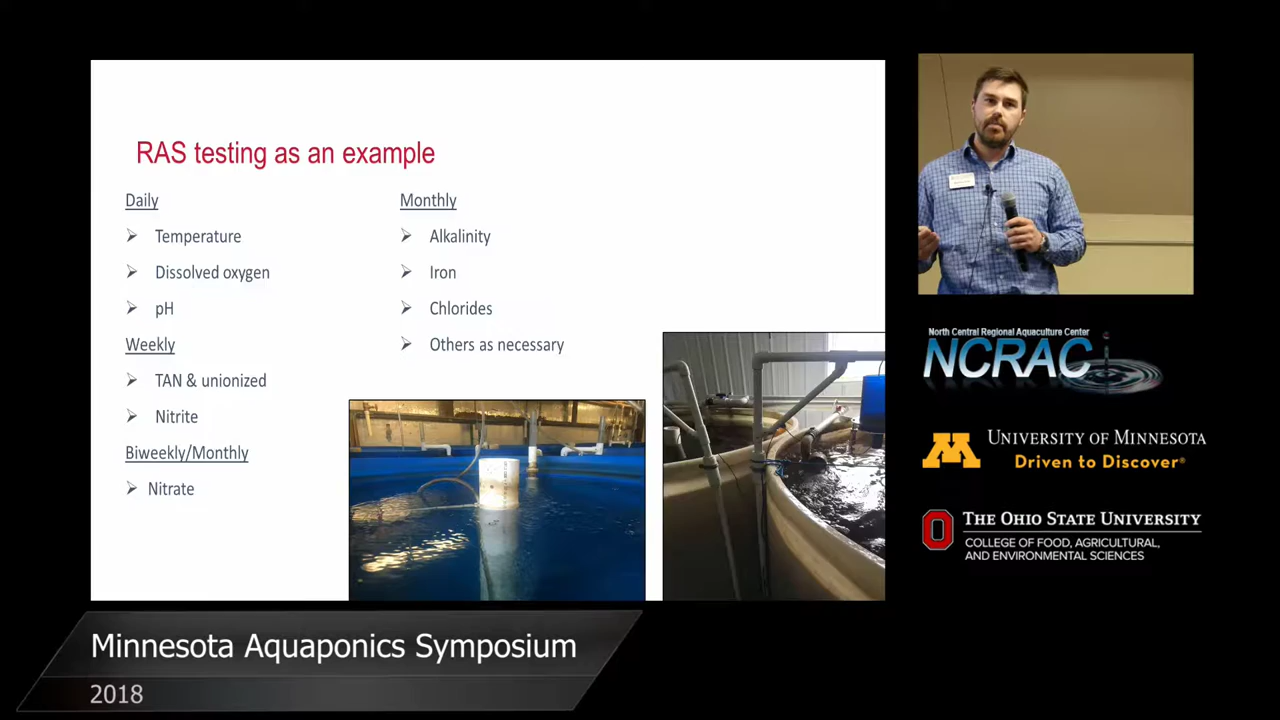 RAS testing as an example
Daily
Temperature
Dissolved oxygen
pH
Weekly
TAN & unionized
Nitrite
Biweekly/Monthly
Nitrate
Monthly
Alkalinity
Iron
Chlorides
Others as necessary
North Central Regional Aquaculture Center
NCRAC
UNIVERSITY OF MINNESOTA
Driven to Discover®
THE OHIO STATE UNIVERSITY
COLLEGE OF FOOD, AGRICULTURAL,
AND ENVIRONMENTAL SCIENCES
Minnesota Aquaponics Symposium
2018